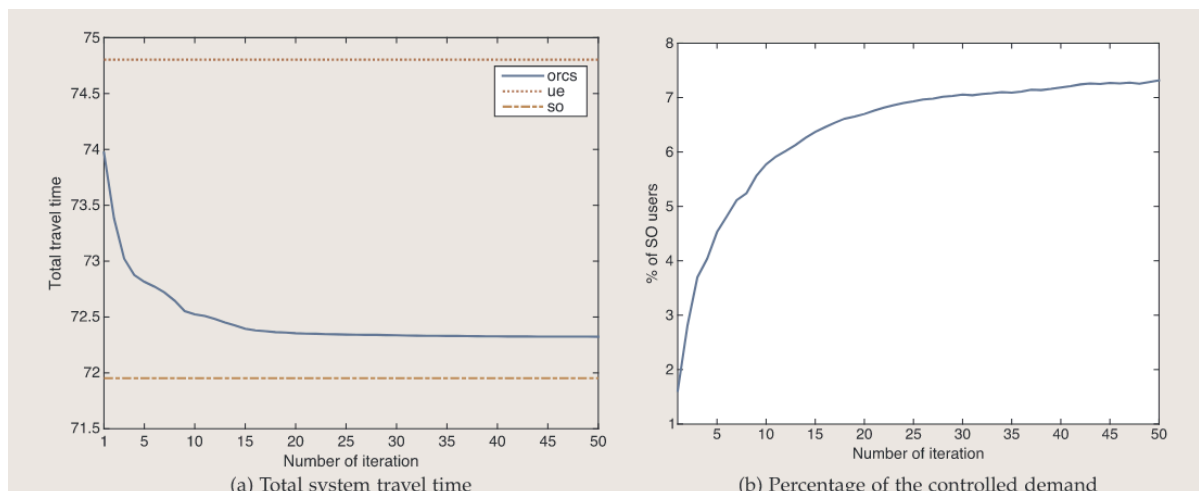 75
74.5
74
73.5
73
72.5
72
71.5
Total travel time
orcs
ue
so
1 5 10 15 20 25 30 35 40 45 50
Number of iteration
(a) Total system travel time
8
7
6
5
4
3
2
1
% of SO users
5 10 15 20 25 30 35 40 45 50
Number of iteration
(b) Percentage of the controlled demand